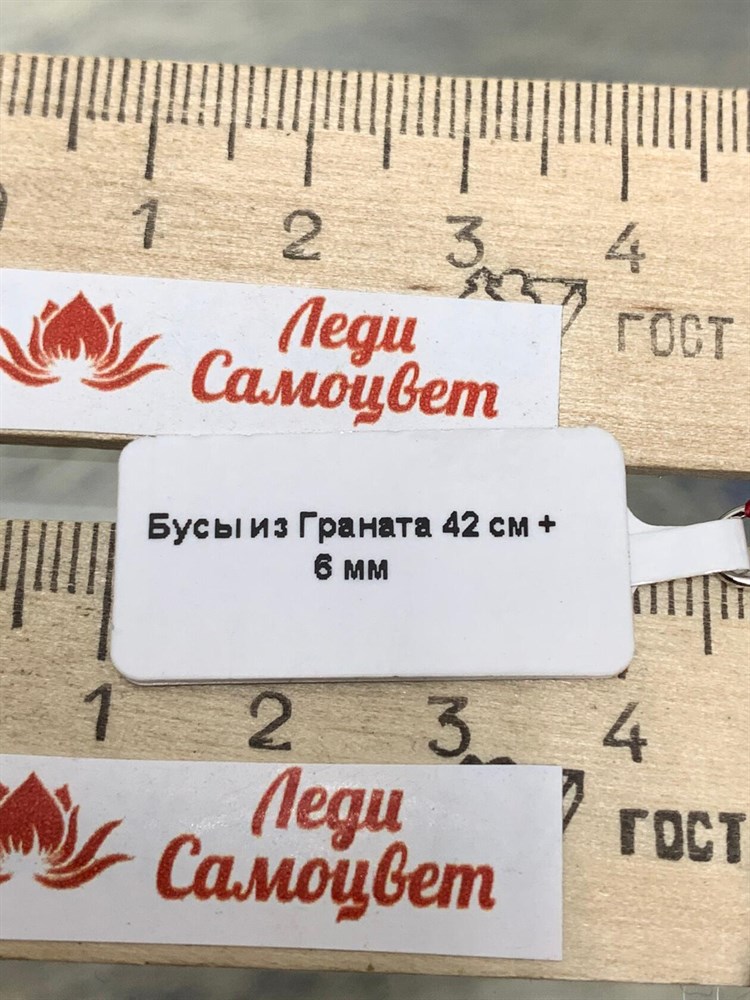 1 2 3 4
ГОСТ
Леди
Самоцвет
Бусы из Граната 42 см +
6 мм
1 2 3 4
ГОСТ
Леди
Самоцвет